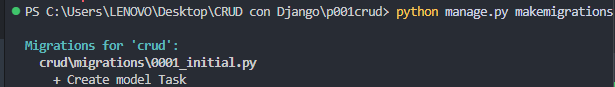 PS C:\Users\LENOVO\Desktop\CRUD con Django\p001crud> python manage.py makemigrations
Migrations for 'crud':
crud\migrations\0001_initial.py
+ Create model Task